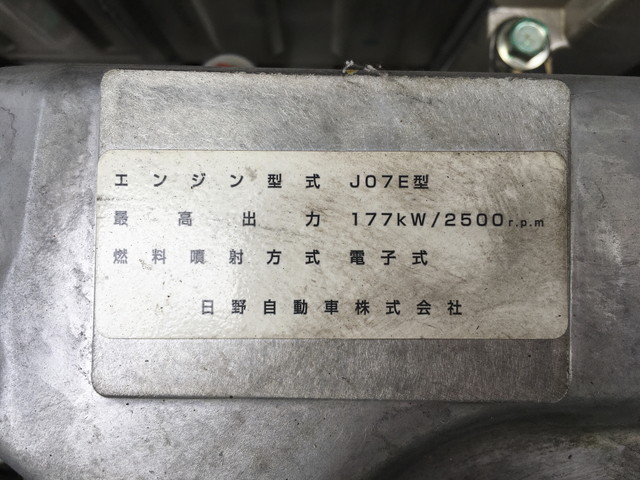 エンジン型式 J07E型
最高出力 177kW/2500r.p.m
燃料噴射方式 電子式
日野自動車株式会社